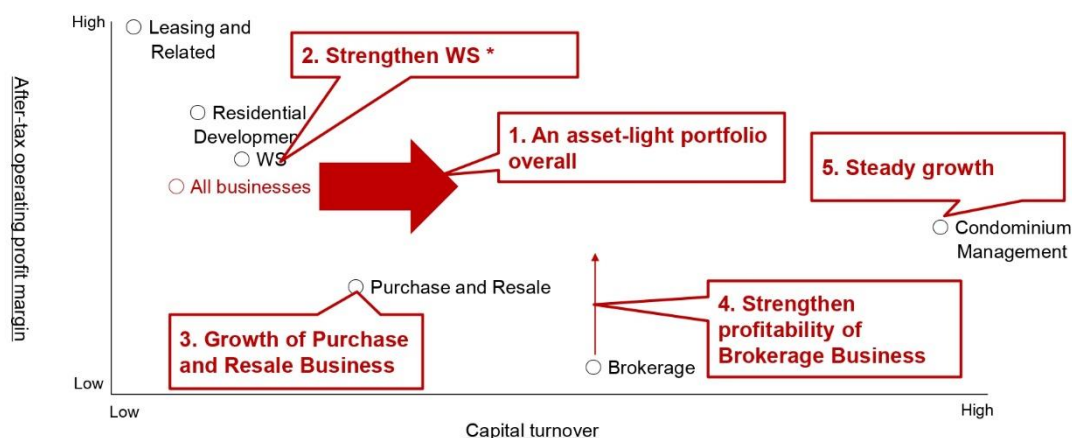 High
Leasing and
Related
2. Strengthen WS *
Residential
Developmen
WS
All businesses
1. An asset-light portfolio
overall
5. Steady growth
Condominium
Management
After-tax operating profit margin
Purchase and Resale
3. Growth of Purchase
and Resale Business
4. Strengthen
profitability of
Brokerage Business
Brokerage
Low
Low
High
Capital turnover